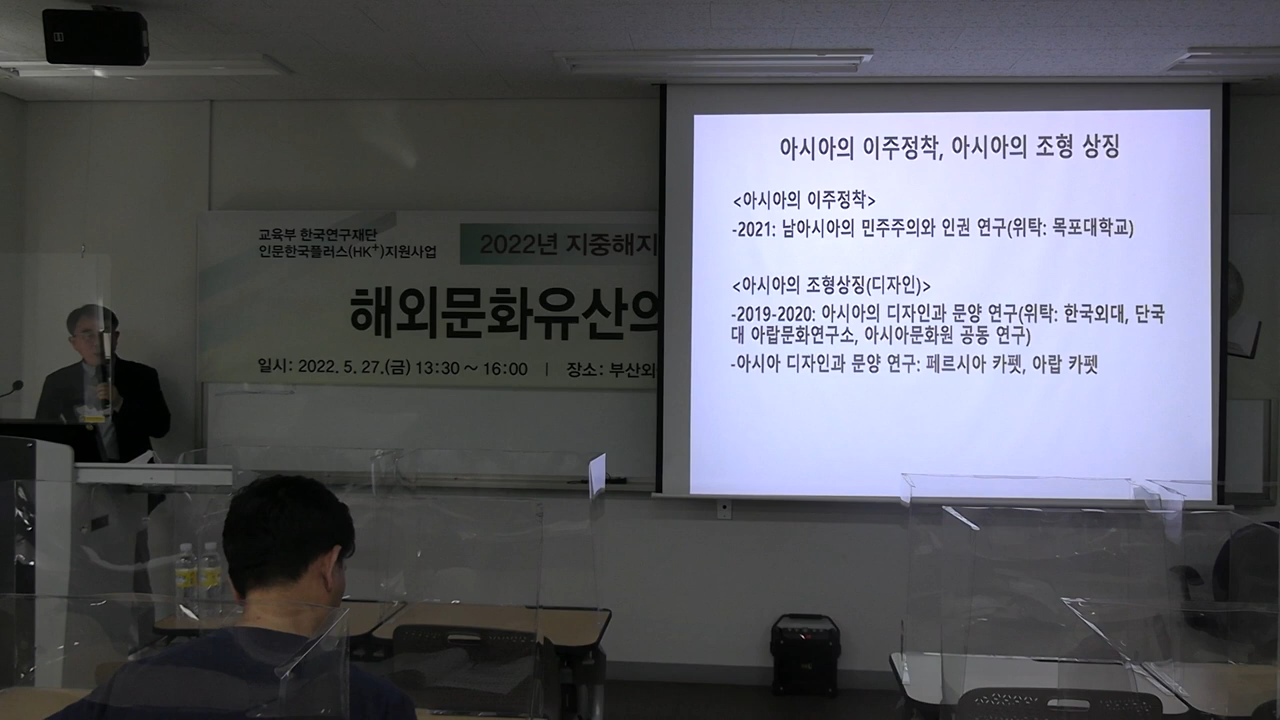 교육부 한국연구재단
인문한국플러스(HK+)지원사업
2022년 지중해지
해외문화유산의
일시: 2022. 5. 27.(금) 13:30 ~ 16:00 | 장소: 부산외
아시아의 이주정착, 아시아의 조형 상징
<아시아의 이주정착>
-2021: 남아시아의 민주주의와 인권 연구(위탁: 목포대학교)
<아시아의 조형상징(디자인)>
-2019-2020: 아시아의 디자인과 문양 연구(위탁: 한국외대, 단국
대 아랍문화연구소, 아시아문화원 공동 연구)
-아시아 디자인과 문양 연구: 페르시아 카펫, 아랍 카펫